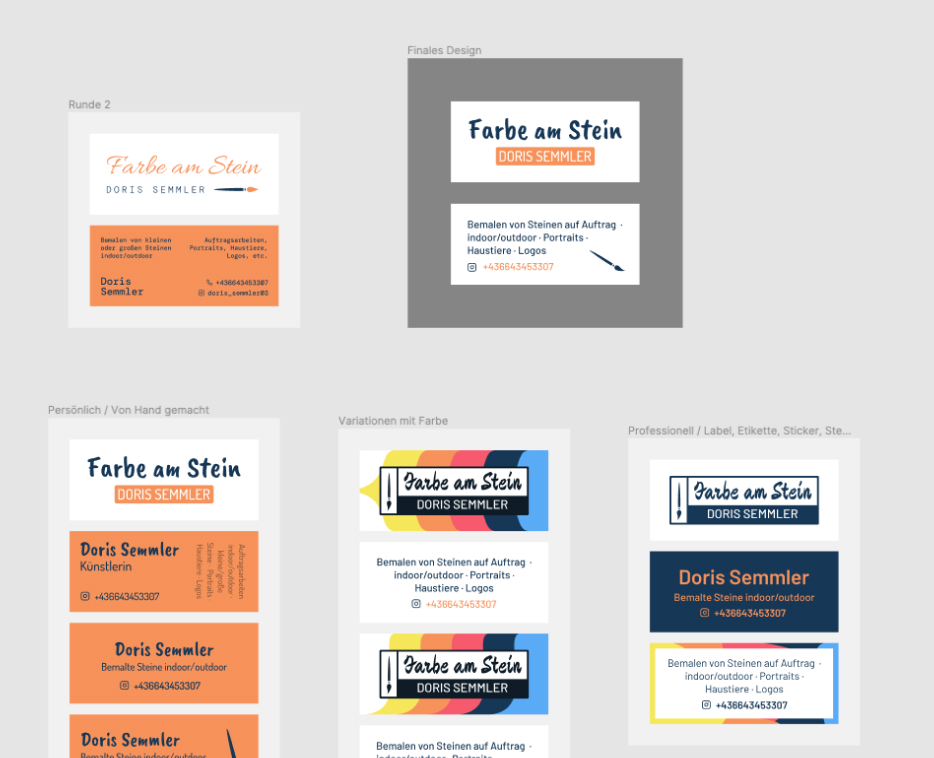 Finales Design
Farbe am Stein
DORIS SEMMLER
Bemalen von Steinen auf Auftrag ·
indoor/outdoor · Portraits ·
Haustiere · Logos
+436643453307
Runde 2
Farbe am Stein
DORIS SEMMLER
Bemalen von kleinen
oder großen Steinen
indoor/outdoor
Auftragsarbeiten,
Portraits, Haustiere,
Logos, etc.
Doris
Semmler
+436643453307
doris_semmler03
Persönlich / Von Hand gemacht
Farbe am Stein
DORIS SEMMLER
Doris Semmler
Künstlerin
+436643453307
Auftragsarbeiten
indoor/outdoor ·
kleine/große
Steine · Portraits
Haustiere · Logos
Doris Semmler
Bemalte Steine indoor/outdoor
+436643453307
Doris Semmler
Bemalte Steine indoor/outdoor
Variationen mit Farbe
Farbe am Stein
DORIS SEMMLER
Bemalen von Steinen auf Auftrag ·
indoor/outdoor · Portraits ·
Haustiere · Logos
+436643453307
Farbe am Stein
DORIS SEMMLER
Bemalen von Steinen auf Auftrag ·
indoor/outdoor · Portraits ·
Professionell / Label, Etikette, Sticker, Ste...
Farbe am Stein
DORIS SEMMLER
Doris Semmler
Bemalte Steine indoor/outdoor
+436643453307
Bemalen von Steinen auf Auftrag ·
indoor/outdoor · Portraits ·
Haustiere · Logos
+436643453307